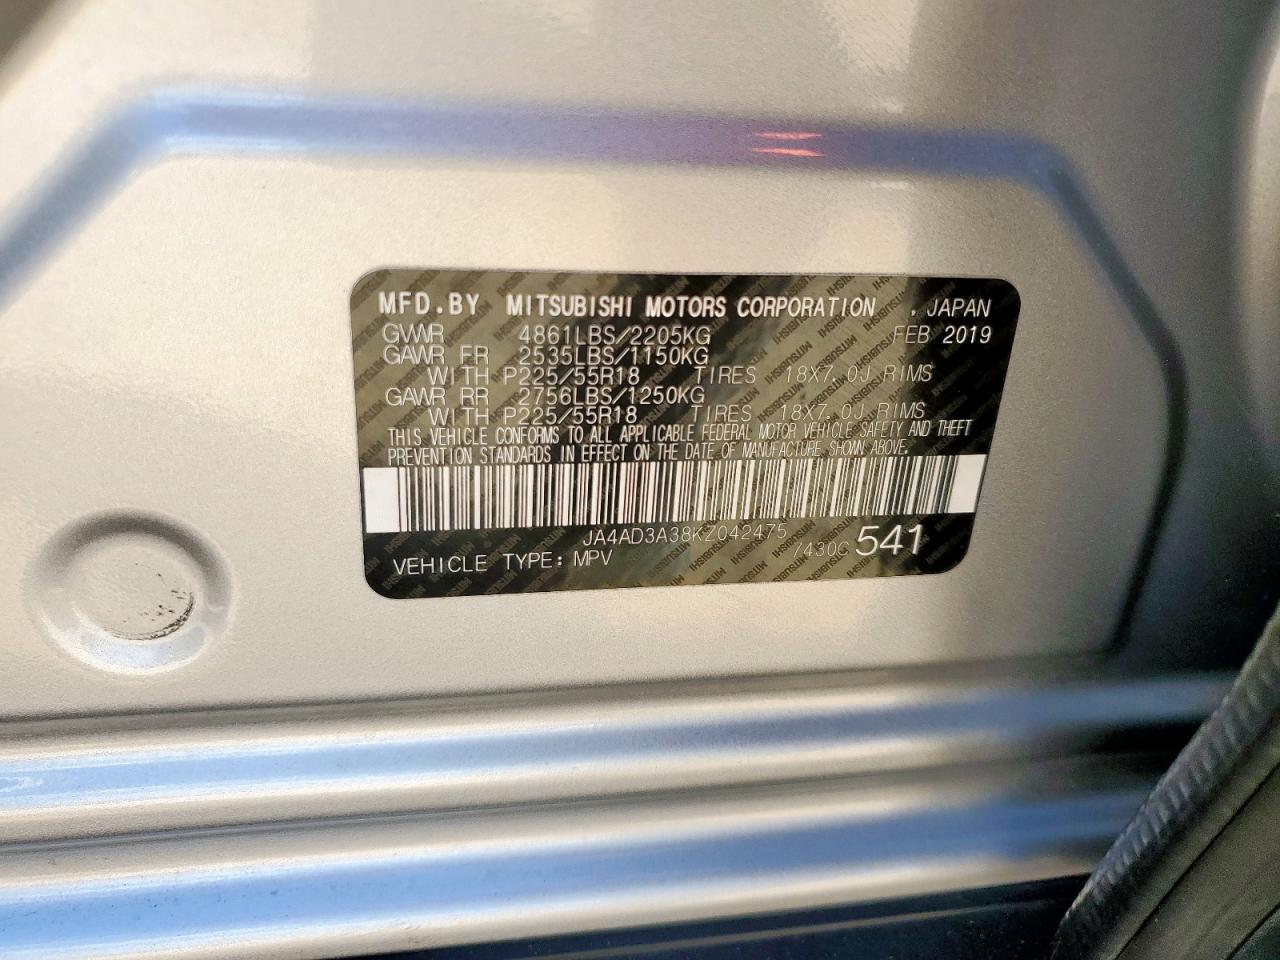 MFD.BY MITSUBISHI MOTORS CORPORATION . JAPAN
GVWR 4861LBS/2205KG FEB 2019
GAWR FR 2535LBS/1150KG
WITH P225/55R18 TIRES 18X7.0J RIMS
GAWR RR 2756LBS/1250KG
WITH P225/55R18 TIRES 18X7.0J RIMS
THIS VEHICLE CONFORMS TO ALL APPLICABLE FEDERAL MOTOR VEHICLE SAFETY AND THEFT
PREVENTION STANDARDS IN EFFECT ON THE DATE OF MANUFACTURE SHOWN ABOVE.
JA4AD3A38KZ042475
VEHICLE TYPE: MPV 7430G 541